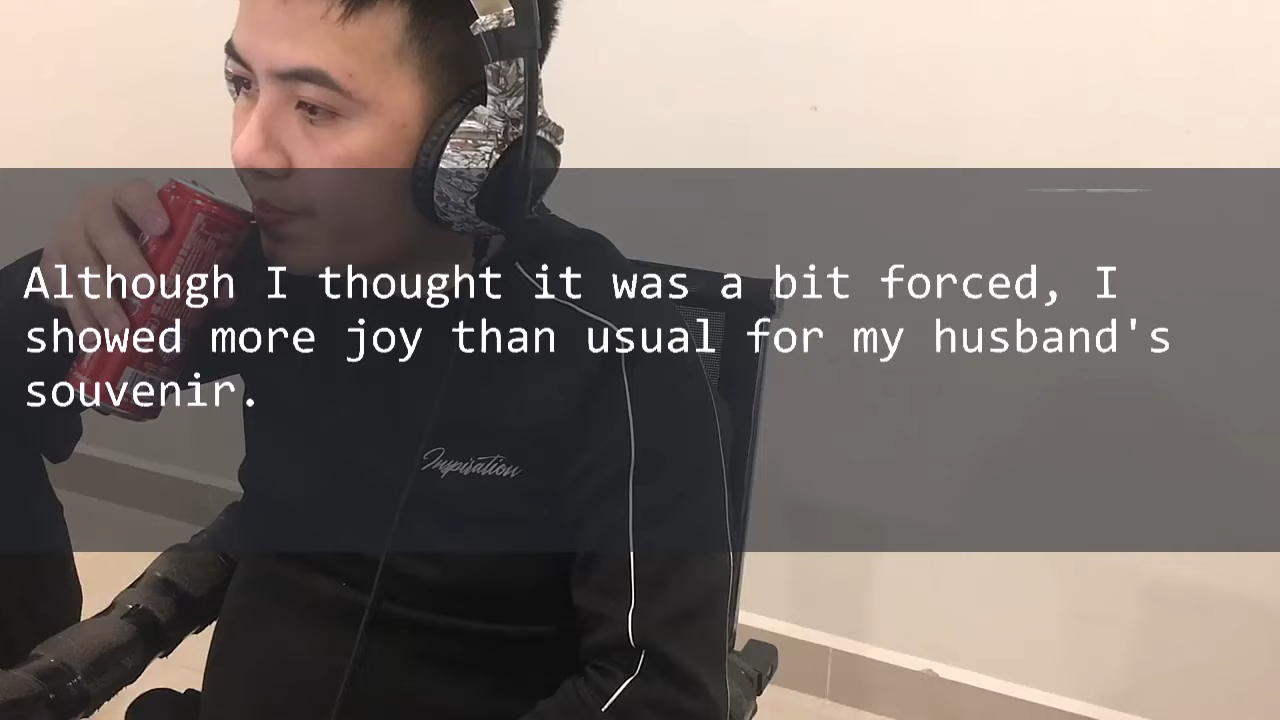 Although I thought it was a bit forced, I
showed more joy than usual for my husband's
souvenir.
Inspiration